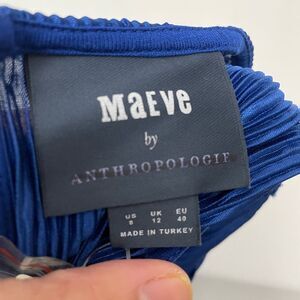 MaEVe
by
ANTHROPOLOGIE
US UK EU
8 12 40
MADE IN TURKEY